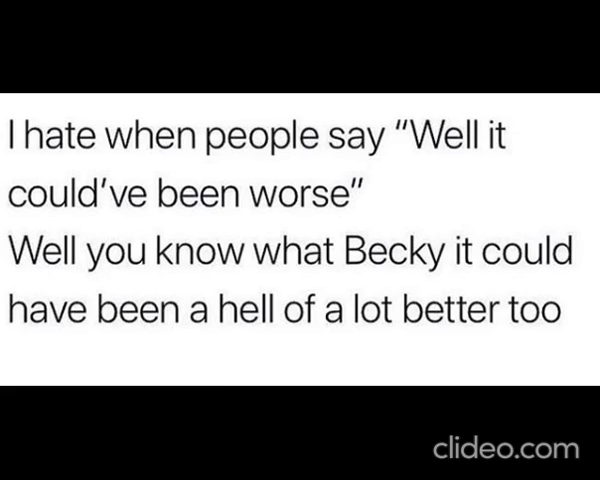 I hate when people say "Well it
could've been worse"
Well you know what Becky it could
have been a hell of a lot better too
clideo.com